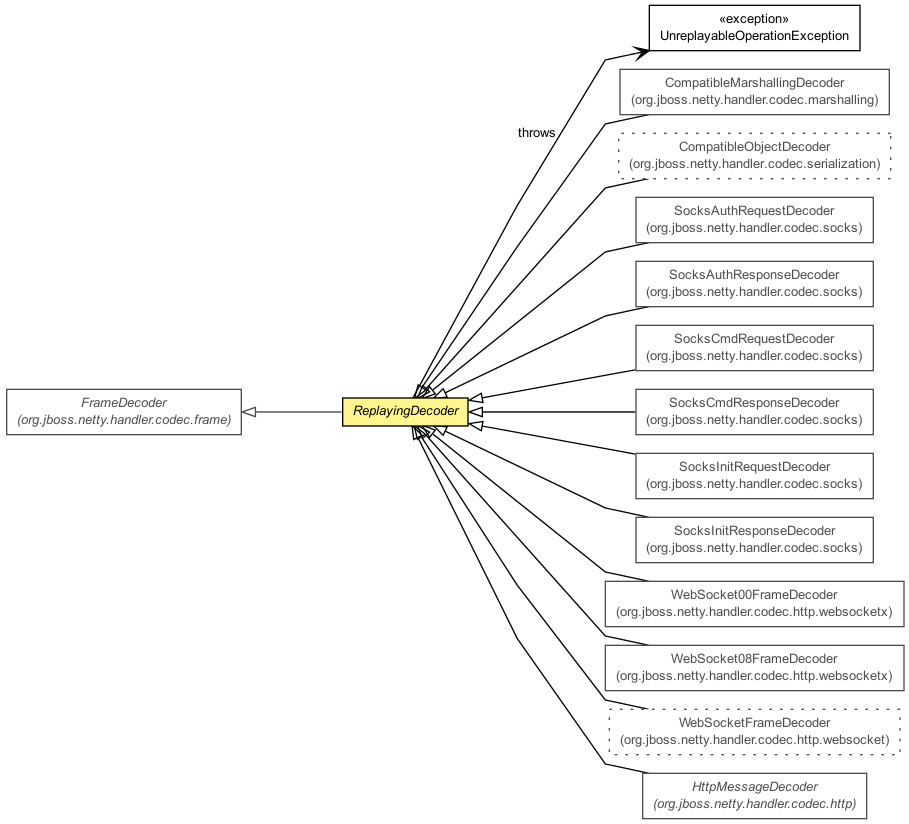 «exception»
UnreplayableOperationException
CompatibleMarshallingDecoder
(org.jboss.netty.handler.codec.marshalling)
throws
CompatibleObjectDecoder
(org.jboss.netty.handler.codec.serialization)
SocksAuthRequestDecoder
(org.jboss.netty.handler.codec.socks)
SocksAuthResponseDecoder
(org.jboss.netty.handler.codec.socks)
SocksCmdRequestDecoder
(org.jboss.netty.handler.codec.socks)
FrameDecoder
(org.jboss.netty.handler.codec.frame)
ReplayingDecoder
SocksCmdResponseDecoder
(org.jboss.netty.handler.codec.socks)
SocksInitRequestDecoder
(org.jboss.netty.handler.codec.socks)
SocksInitResponseDecoder
(org.jboss.netty.handler.codec.socks)
WebSocket00FrameDecoder
(org.jboss.netty.handler.codec.http.websocketx)
WebSocket08FrameDecoder
(org.jboss.netty.handler.codec.http.websocketx)
WebSocketFrameDecoder
(org.jboss.netty.handler.codec.http.websocket)
HttpMessageDecoder
(org.jboss.netty.handler.codec.http)